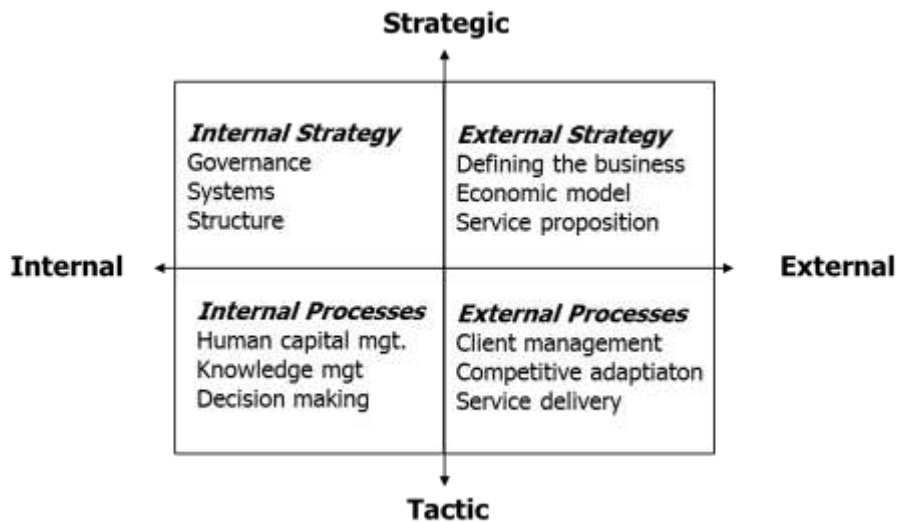 Strategic
Internal Strategy
Governance
Systems
Structure
External Strategy
Defining the business
Economic model
Service proposition
Internal
External
Internal Processes
Human capital mgt.
Knowledge mgt
Decision making
External Processes
Client management
Competitive adaptiaton
Service delivery
Tactic